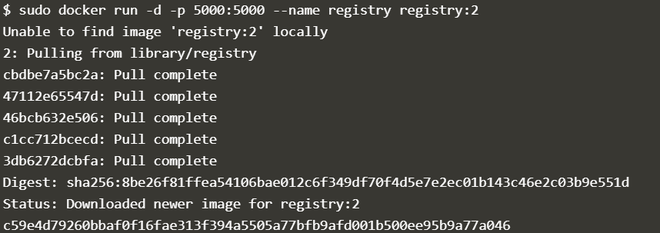 $ sudo docker run -d -p 5000:5000 --name registry registry:2
Unable to find image 'registry:2' locally
2: Pulling from library/registry
cbdbe7a5bc2a: Pull complete
47112e65547d: Pull complete
46bcb632e506: Pull complete
c1cc712bcecd: Pull complete
3db6272dcbfa: Pull complete
Digest: sha256:8be26f81ffea54106bae012c6f349df70f4d5e7e2ec01b143c46e2c03b9e551d
Status: Downloaded newer image for registry:2
c59e4d79260bbaf0f16fae313f394a5505a77bfb9afd001b500ee95b9a77a046